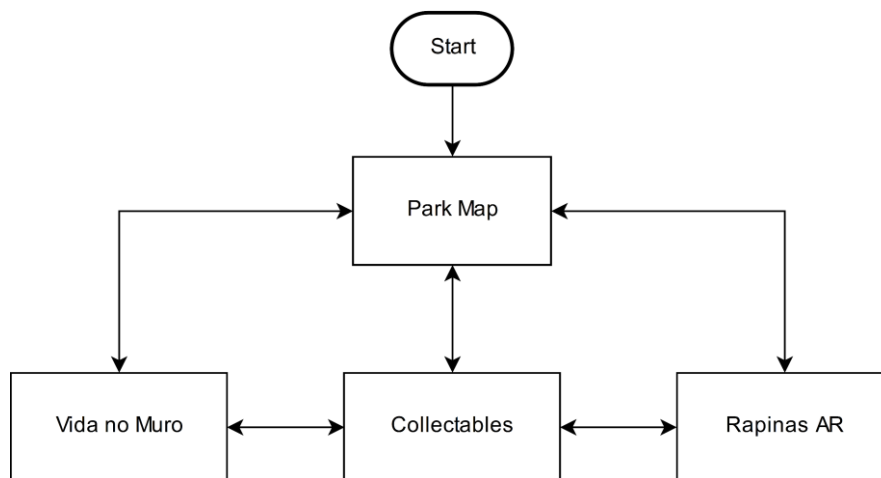 Start
Park Map
Vida no Muro
Collectables
Rapinas AR